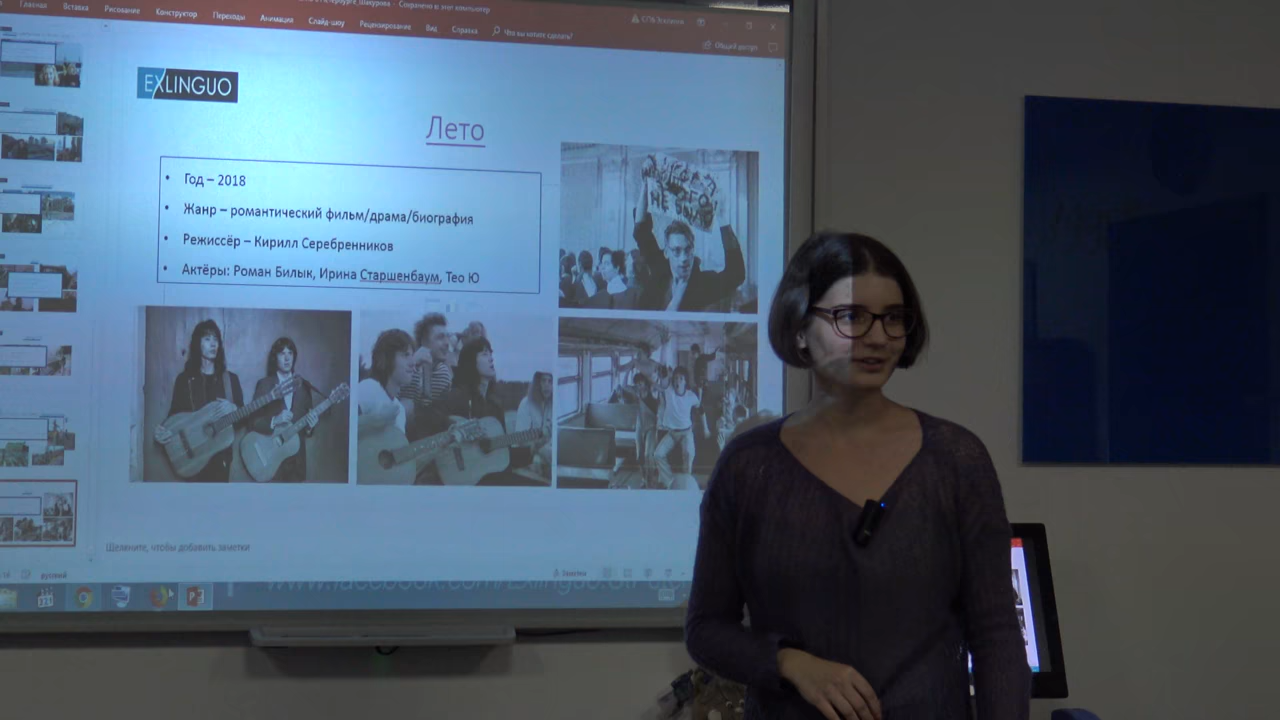 Главная Вставка Рисование Конструктор Переходы Анимация Слайд-шоу Рецензирование Вид Справка Что вы хотите сделать?
Общий доступ
EXLINGUO
Лето
• Год – 2018
• Жанр – романтический фильм/драма/биография
• Режиссёр – Кирилл Серебренников
• Актёры: Роман Билык, Ирина Старшенбаум, Тео Ю
Щелкните, чтобы добавить заметки
русский
Заметки